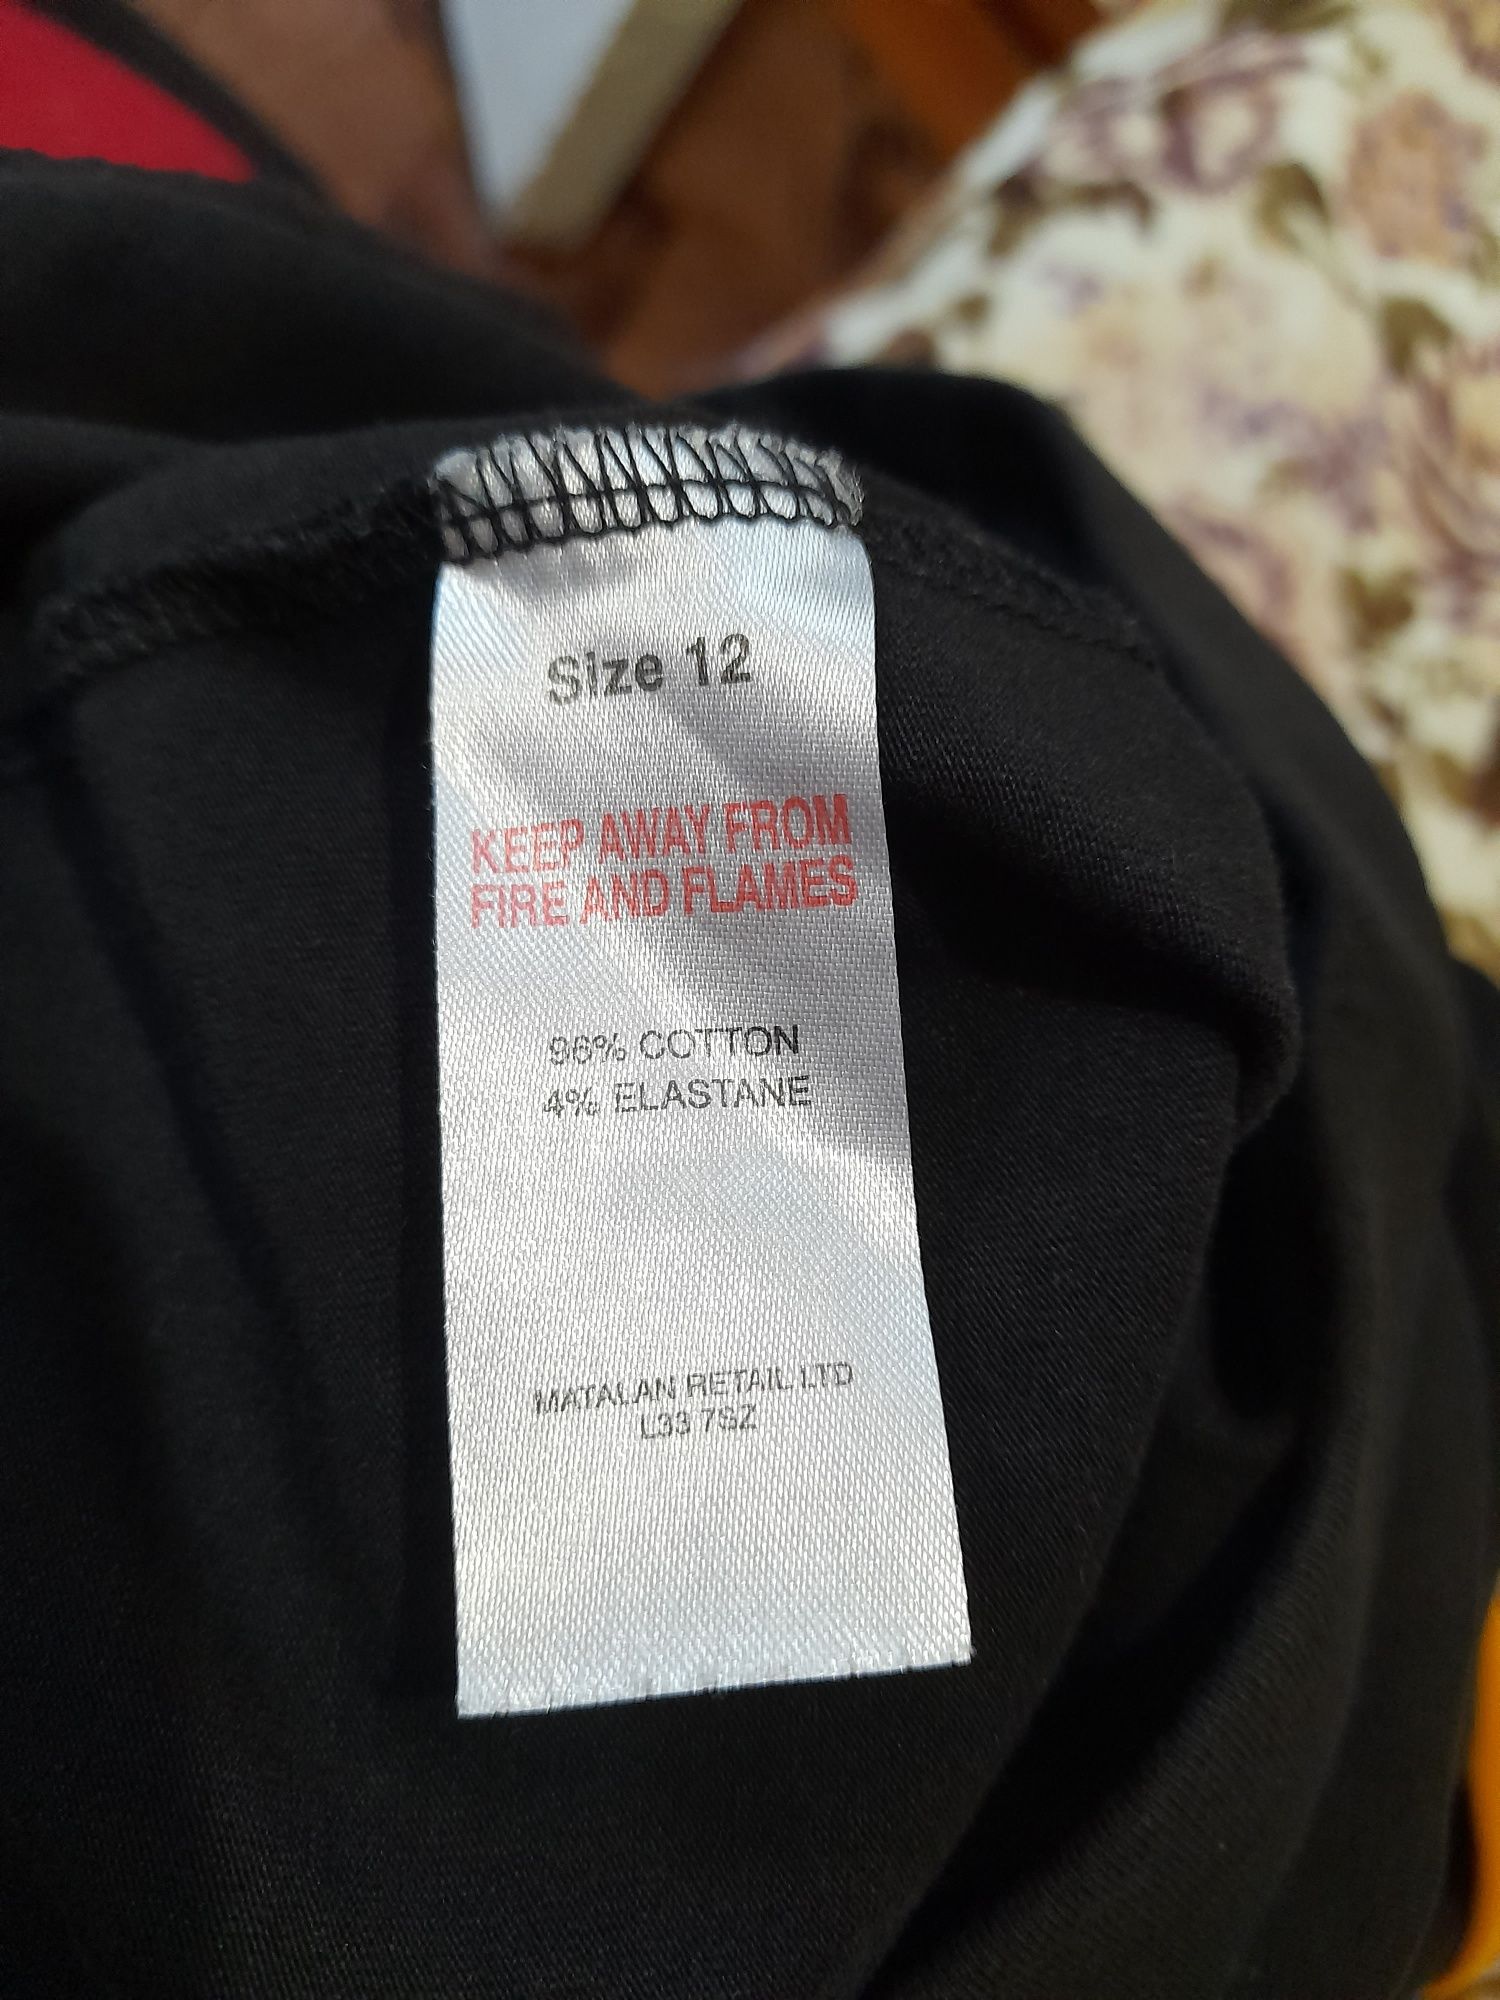 Size 12
KEEP AWAY FROM
FIRE AND FLAMES
96% COTTON
4% ELASTANE
MATALAN RETAIL LTD
L33 7SZ